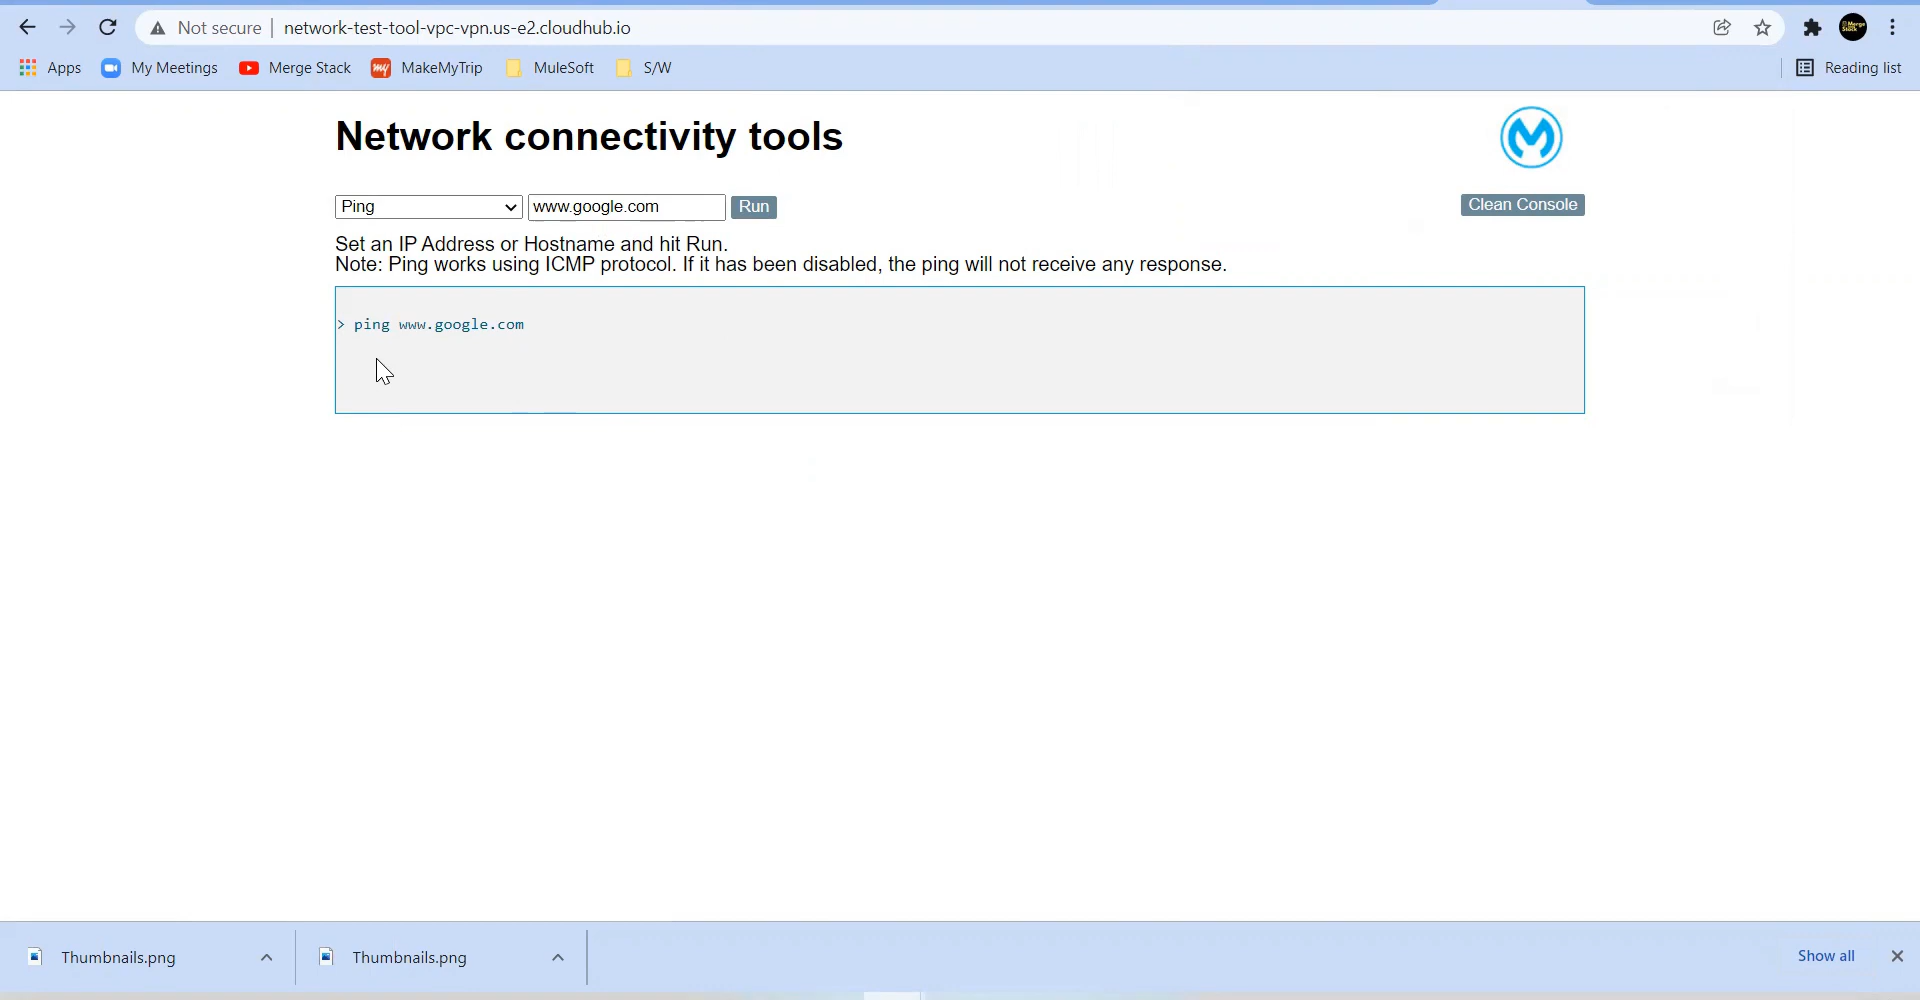 Not secure network-test-tool-vpc-vpn.us-e2.cloudhub.io
Apps My Meetings Merge Stack my MakeMyTrip MuleSoft S/W Reading list
Network connectivity tools
Ping www.google.com Run Clean Console
Set an IP Address or Hostname and hit Run.
Note: Ping works using ICMP protocol. If it has been disabled, the ping will not receive any response.
> ping www.google.com
Thumbnails.png Thumbnails.png Show all